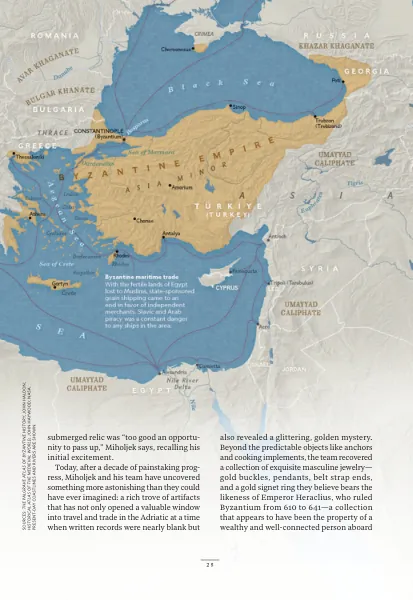 ROMANIA
CRIMEA
RUSSIA
KHAZAR KHAGANATE
AVAR KHAGANATE
Danube
Chersonesus
GEORGIA
Black Sea
BULGAR KHANATE
BULGARIA
Sinop
THRACE
CONSTANTINOPLE
(Byzantium)
Bosporus
Trebizond
(Trabzon)
GREECE
Thessaloniki
Sea of Marmara
BYZANTINE EMPIRE
ASIA MINOR
UMAYYAD
CALIPHATE
Tigris
Amorium
ASIA
Euphrates
TÜRKIYE
(TURKEY)
Aegean Sea
Athens
Chonae
Antalya
Antioch
Sea of Crete
Rhodes
SYRIA
Gortyn
Crete
CYPRUS
Tripoli (Tarabulus)
Byzantine maritime trade
With the fertile lands of Egypt
lost to Muslims, state-sponsored
grain shipping came to an
end in favor of independent
merchants. Slavic and Arab
piracy was a constant danger
to any ships in the area.
UMAYYAD
CALIPHATE
SEA
ISRAEL
JORDAN
Alexandria
UMAYYAD
CALIPHATE
Nile River
Delta
EGYPT
Nile
submerged relic was “too good an opportu-
nity to pass up,” Miholjek says, recalling his
initial excitement.
Today, after a decade of painstaking prog-
ress, Miholjek and his team have uncovered
something more astonishing than they could
have ever imagined: a rich trove of artifacts
that has not only opened a valuable window
into travel and trade in the Adriatic at a time
when written records were nearly blank but
also revealed a glittering, golden mystery.
Beyond the predictable objects like anchors
and cooking implements, the team recovered
a collection of exquisite masculine jewelry—
gold buckles, pendants, belt strap ends,
and a gold signet ring they believe bears the
likeness of Emperor Heraclius, who ruled
Byzantium from 610 to 641—a collection
that appears to have been the property of a
wealthy and well-connected person aboard
28